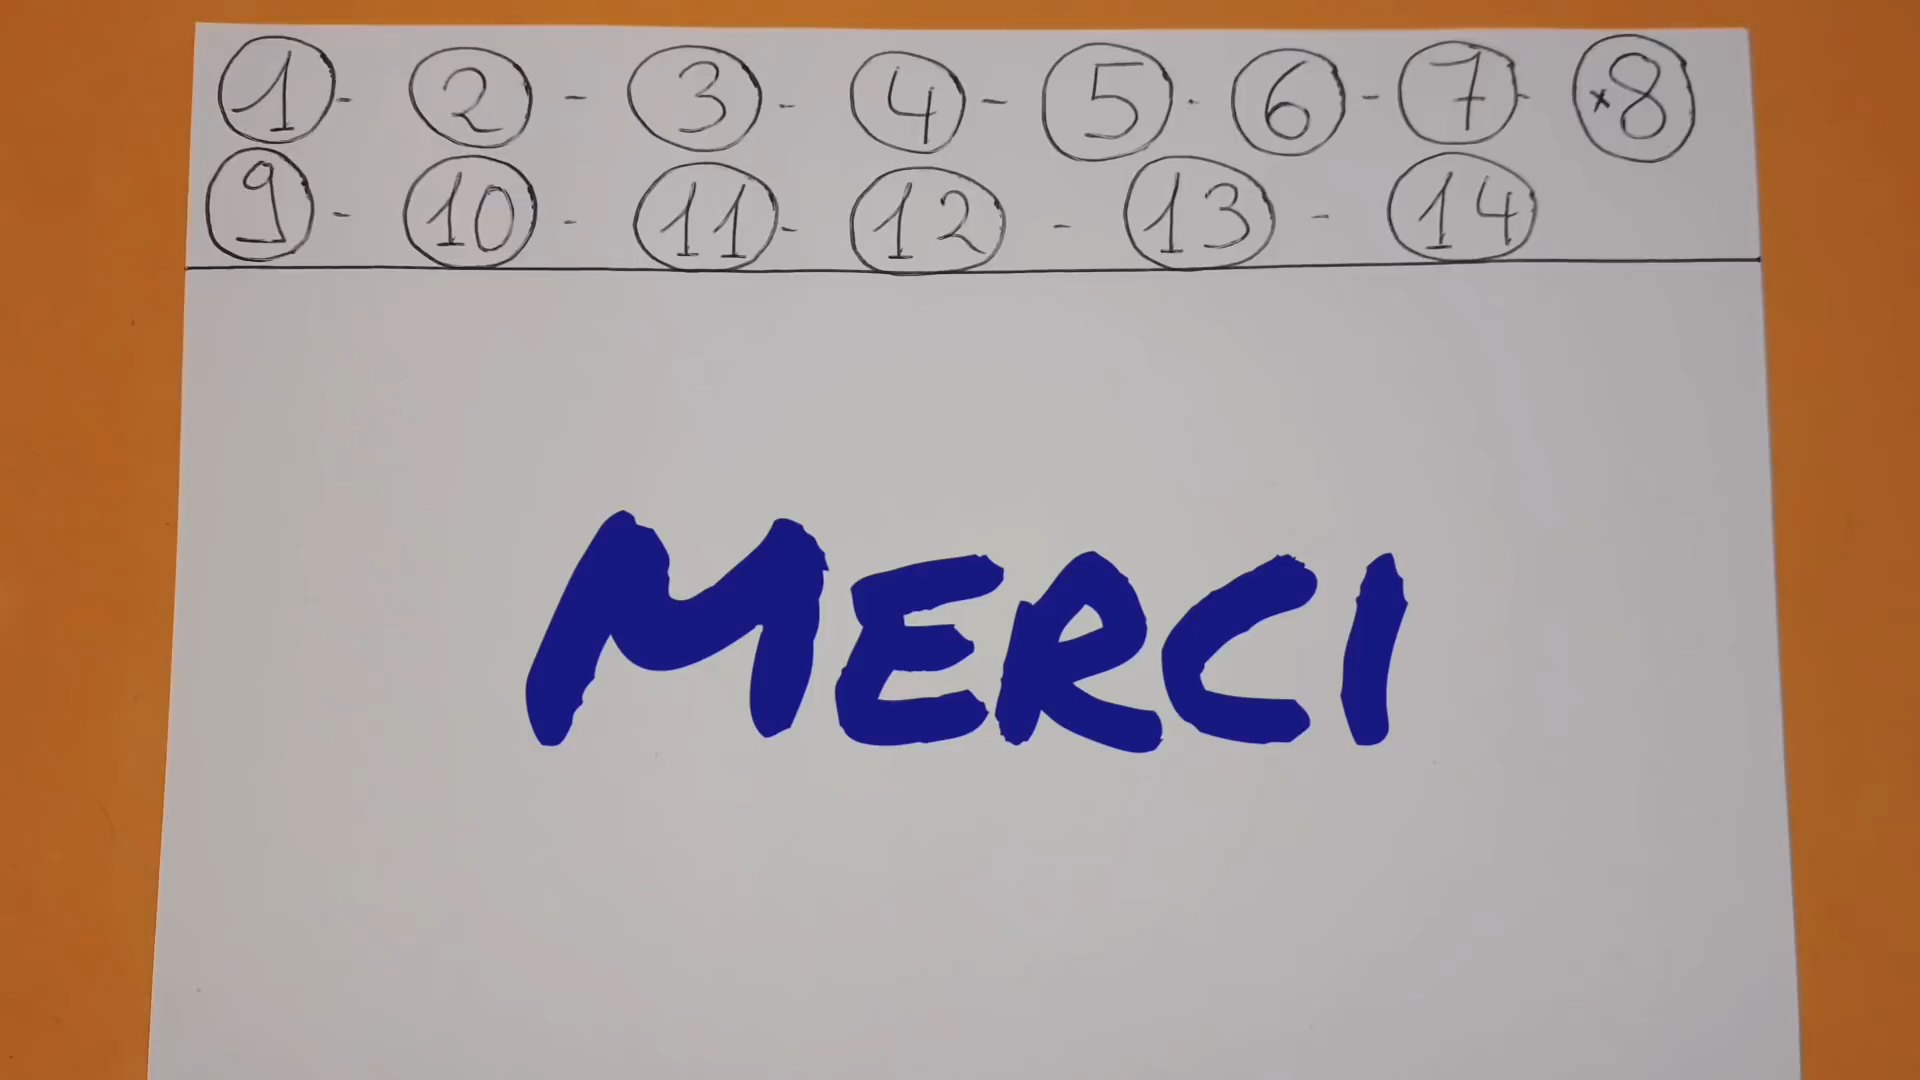 1 - 2 - 3 - 4 - 5 - 6 - 7 - *8
9 - 10 - 11 - 12 - 13 - 14
MERCI